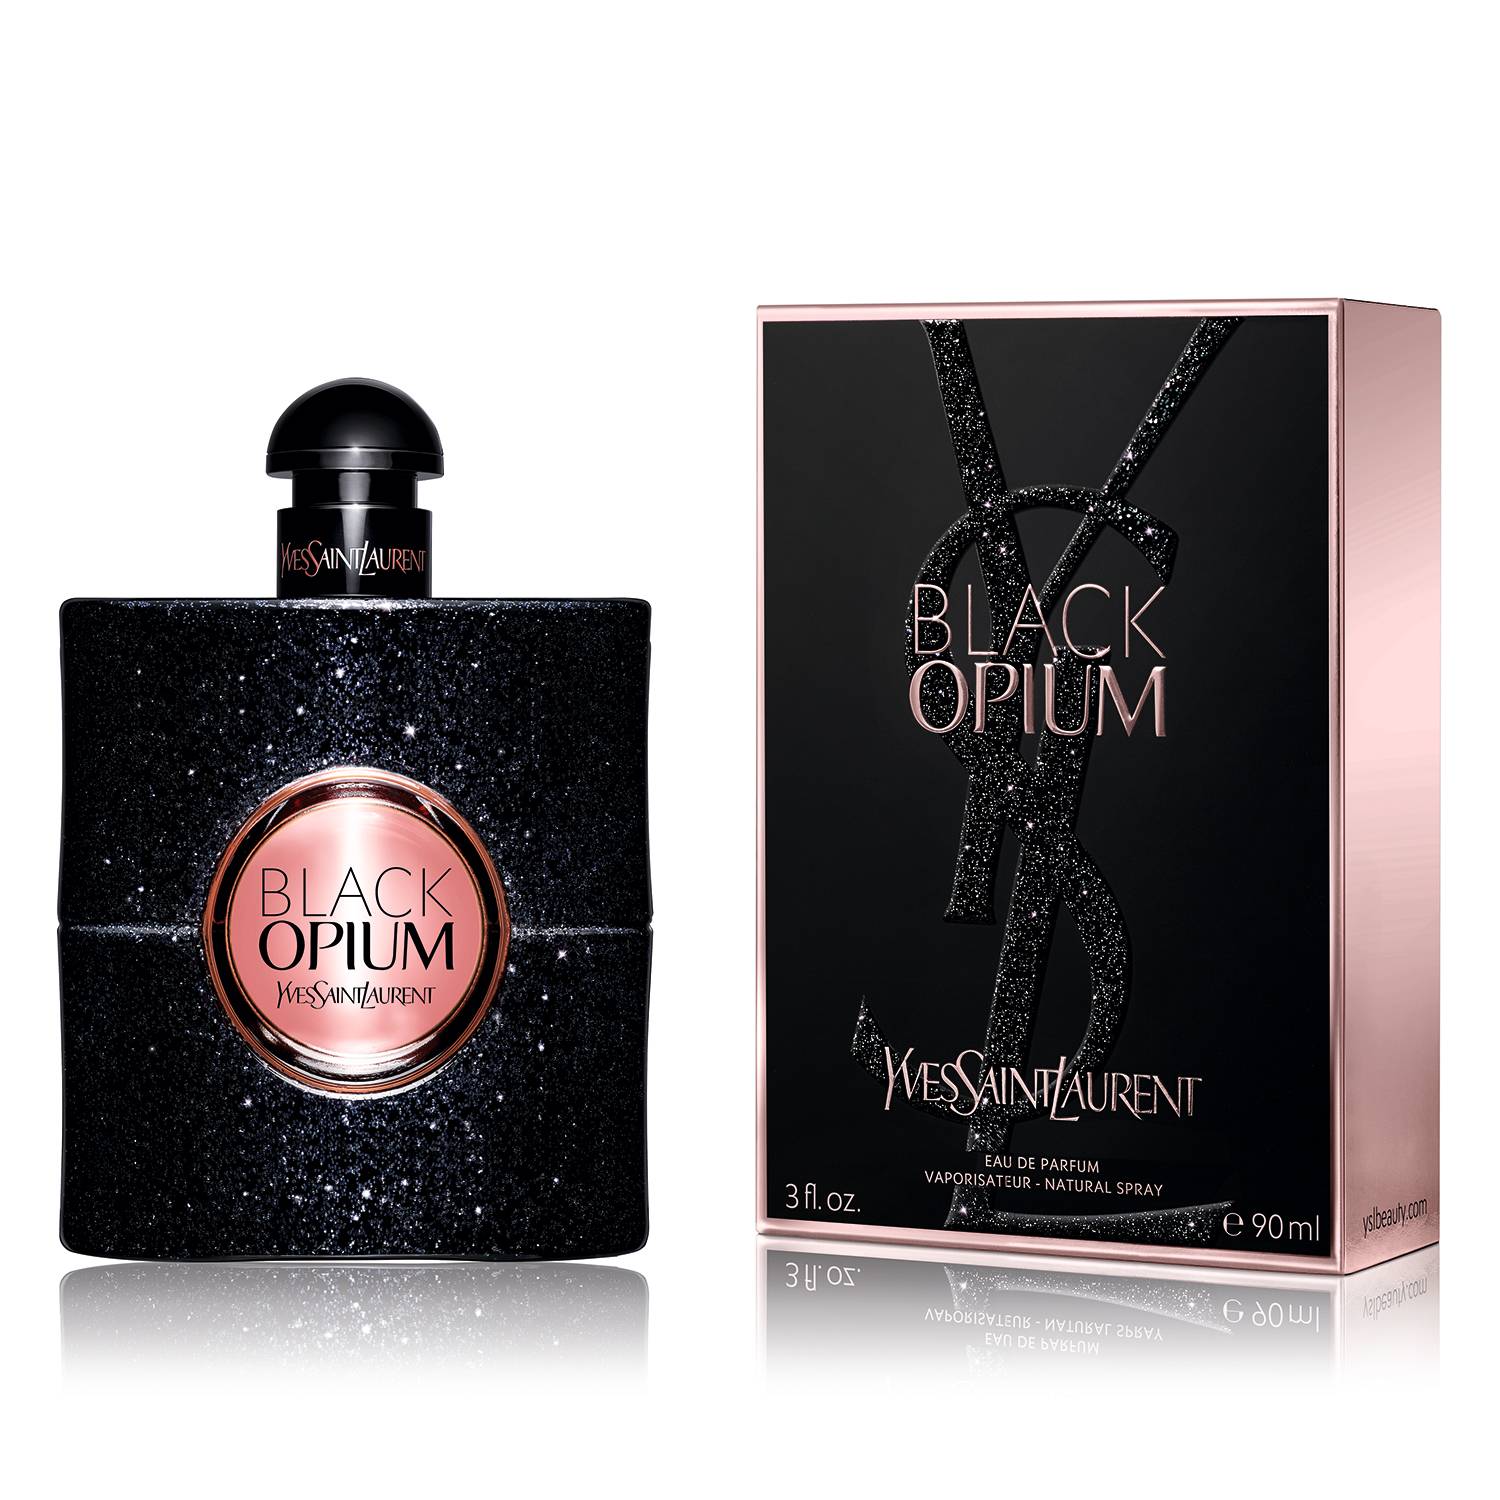 YVESSAINTLAURENT
BLACK
OPIUM
YVESSAINTLAURENT
YSL
BLACK
OPIUM
YVESSAINTLAURENT
EAU DE PARFUM
VAPORISATEUR - NATURAL SPRAY
3 fl. oz.
℮ 90 ml
yslbeauty.com